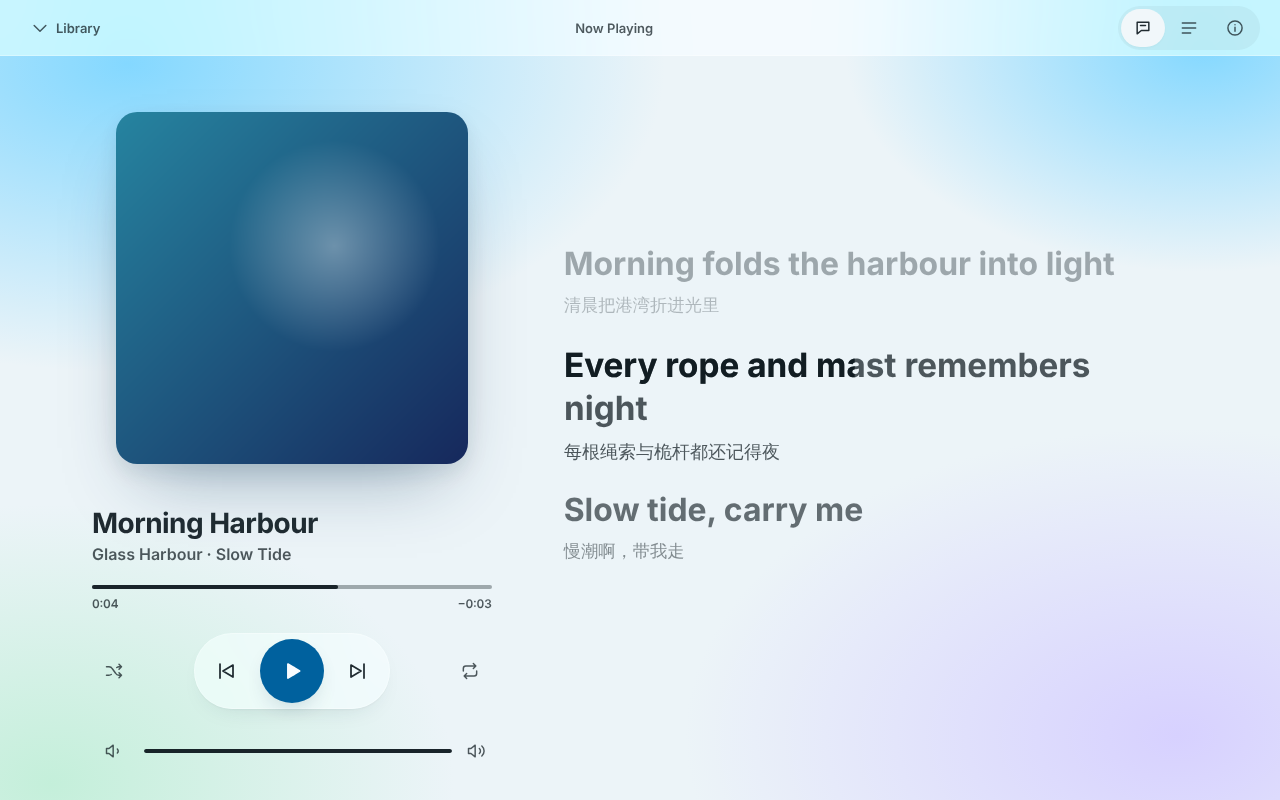 Library
Now Playing
Morning folds the harbour into light
清晨把港湾折进光里
Every rope and mast remembers
night
每根绳索与桅杆都还记得夜
Slow tide, carry me
慢潮啊，带我走
Morning Harbour
Glass Harbour · Slow Tide
0:04
−0:03